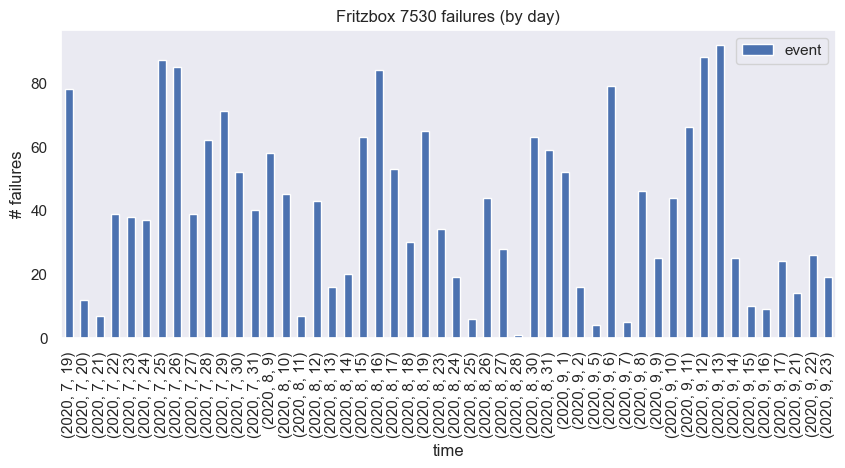 Fritzbox 7530 failures (by day)
event
# failures
80
60
40
20
0
(2020, 7, 19)
(2020, 7, 20)
(2020, 7, 21)
(2020, 7, 22)
(2020, 7, 23)
(2020, 7, 24)
(2020, 7, 25)
(2020, 7, 26)
(2020, 7, 27)
(2020, 7, 28)
(2020, 7, 29)
(2020, 7, 30)
(2020, 7, 31)
(2020, 8, 9)
(2020, 8, 10)
(2020, 8, 11)
(2020, 8, 12)
(2020, 8, 13)
(2020, 8, 14)
(2020, 8, 15)
(2020, 8, 16)
(2020, 8, 17)
(2020, 8, 18)
(2020, 8, 19)
(2020, 8, 23)
(2020, 8, 24)
(2020, 8, 25)
(2020, 8, 26)
(2020, 8, 27)
(2020, 8, 28)
(2020, 8, 30)
(2020, 8, 31)
(2020, 9, 1)
(2020, 9, 2)
(2020, 9, 5)
(2020, 9, 6)
(2020, 9, 7)
(2020, 9, 8)
(2020, 9, 9)
(2020, 9, 10)
(2020, 9, 11)
(2020, 9, 12)
(2020, 9, 13)
(2020, 9, 14)
(2020, 9, 15)
(2020, 9, 16)
(2020, 9, 17)
(2020, 9, 21)
(2020, 9, 22)
(2020, 9, 23)
time